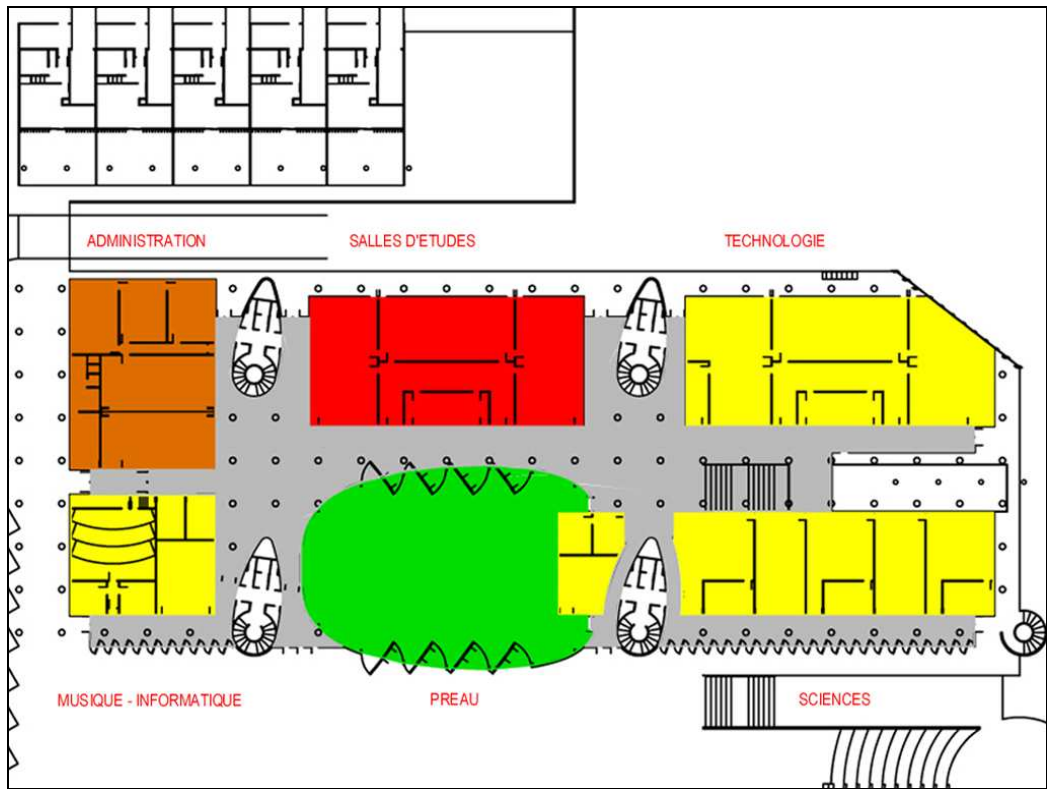 ADMINISTRATION
SALLES D'ETUDES
TECHNOLOGIE
MUSIQUE - INFORMATIQUE
PREAU
SCIENCES